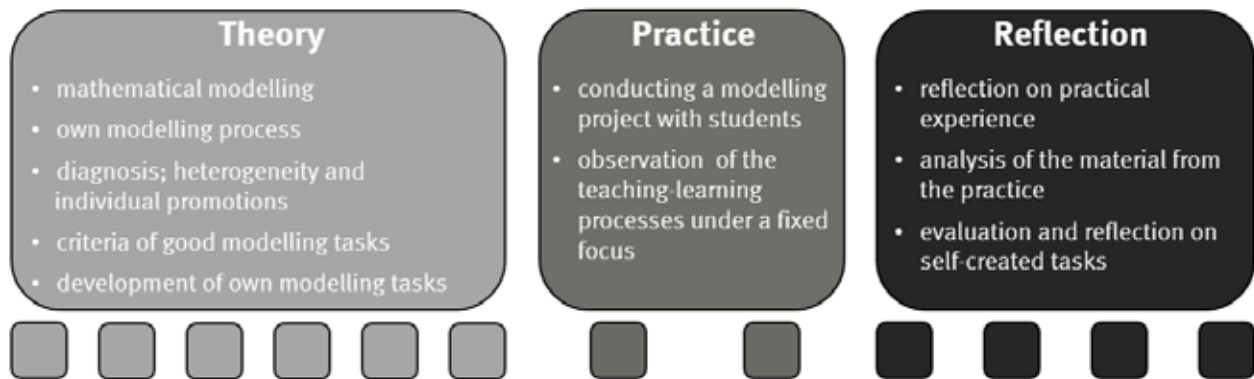 Theory
• mathematical modelling
• own modelling process
• diagnosis; heterogeneity and
individual promotions
• criteria of good modelling tasks
• development of own modelling tasks
Practice
• conducting a modelling
project with students
• observation of the
teaching-learning
processes under a fixed
focus
Reflection
• reflection on practical
experience
• analysis of the material from
the practice
• evaluation and reflection on
self-created tasks